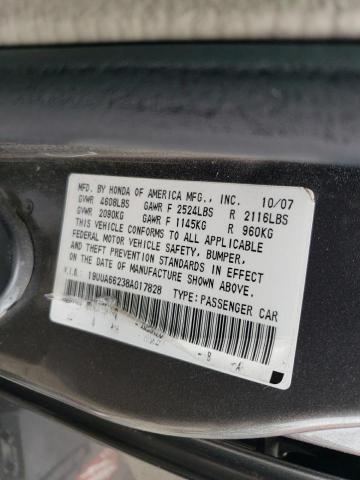 MFD. BY HONDA OF AMERICA MFG., INC. 10/07
GVWR 4608LBS GAWR F 2524LBS R 2116LBS
GVWR 2090KG GAWR F 1145KG R 960KG
THIS VEHICLE CONFORMS TO ALL APPLICABLE
FEDERAL MOTOR VEHICLE SAFETY, BUMPER,
AND THEFT PREVENTION STANDARDS IN EFFECT
ON THE DATE OF MANUFACTURE SHOWN ABOVE.
V.I.N.: 19UUA66238A017828 TYPE: PASSENGER CAR